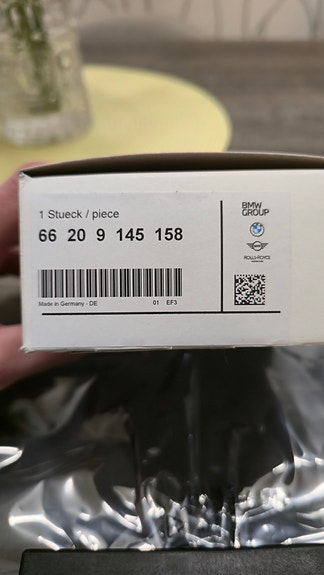 1 Stueck / piece
66 20 9 145 158
Made in Germany - DE 01 EF3
BMW
GROUP
ROLLS-ROYCE